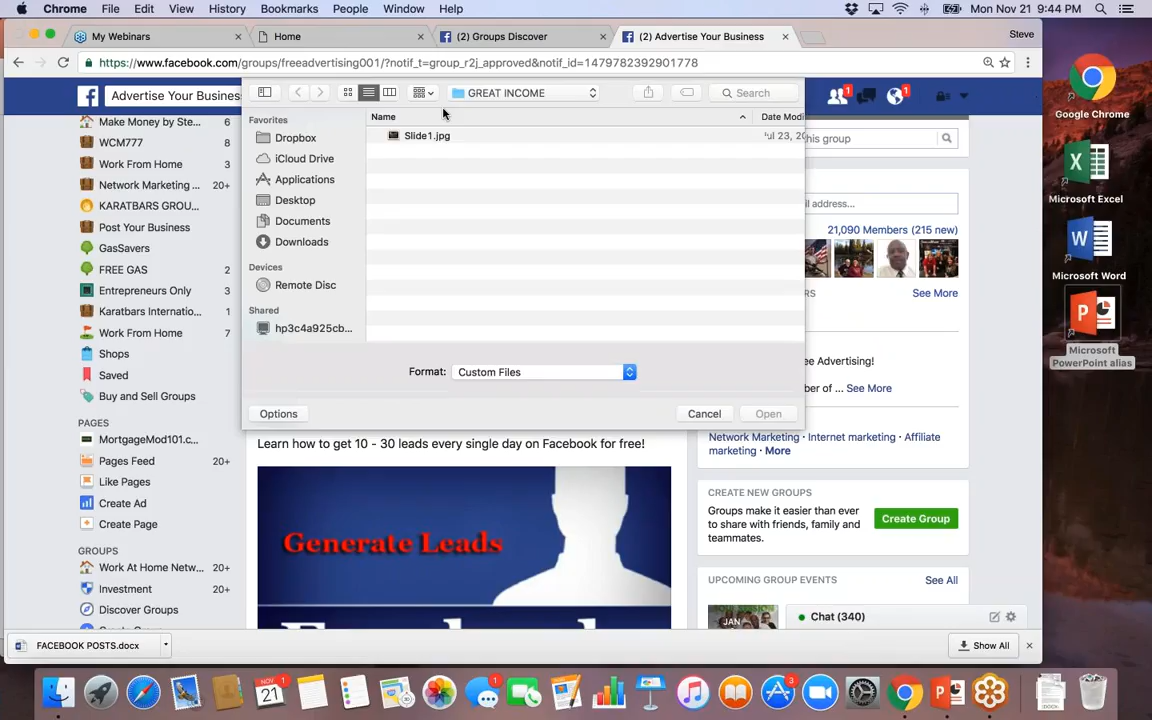 Chrome File Edit View History Bookmarks People Window Help
Mon Nov 21 9:44 PM
My Webinars
Home
(2) Groups Discover
(2) Advertise Your Business
Steve
https://www.facebook.com/groups/freeadvertising001/?notif_t=group_r2j_approved&notif_id=1479782392901778
Advertise Your Business
1
1
Make Money by Ste... 6
WCM777 8
Work From Home 3
Network Marketing ... 20+
KARATBARS GROU...
Post Your Business
GasSavers
FREE GAS 2
Entrepreneurs Only 3
Karatbars Internatio...
Work From Home 7
Shops
Saved
Buy and Sell Groups
PAGES
MortgageMod101.c...
Pages Feed 20+
Like Pages
Create Ad
Create Page
GROUPS
Work At Home Netw... 20+
Investment 20+
Discover Groups
GREAT INCOME
Search
Favorites
Dropbox
iCloud Drive
Applications
Desktop
Documents
Downloads
Devices
Remote Disc
Shared
hp3c4a925cb...
Name
Date Modi
Slide1.jpg
Format: Custom Files
Options
Cancel
Open
Learn how to get 10 - 30 leads every single day on Facebook for free!
Generate Leads
his group
il address...
21,090 Members (215 new)
RS
See More
ee Advertising!
ber of ... See More
Network Marketing · Internet marketing · Affiliate
marketing · More
CREATE NEW GROUPS
Groups make it easier than ever
to share with friends, family and
teammates.
Create Group
UPCOMING GROUP EVENTS
See All
JAN
Chat (340)
FACEBOOK POSTS.docx
Show All
Google Chrome
Microsoft Excel
Microsoft Word
Microsoft
PowerPoint alias
NOV
21
1
1
3